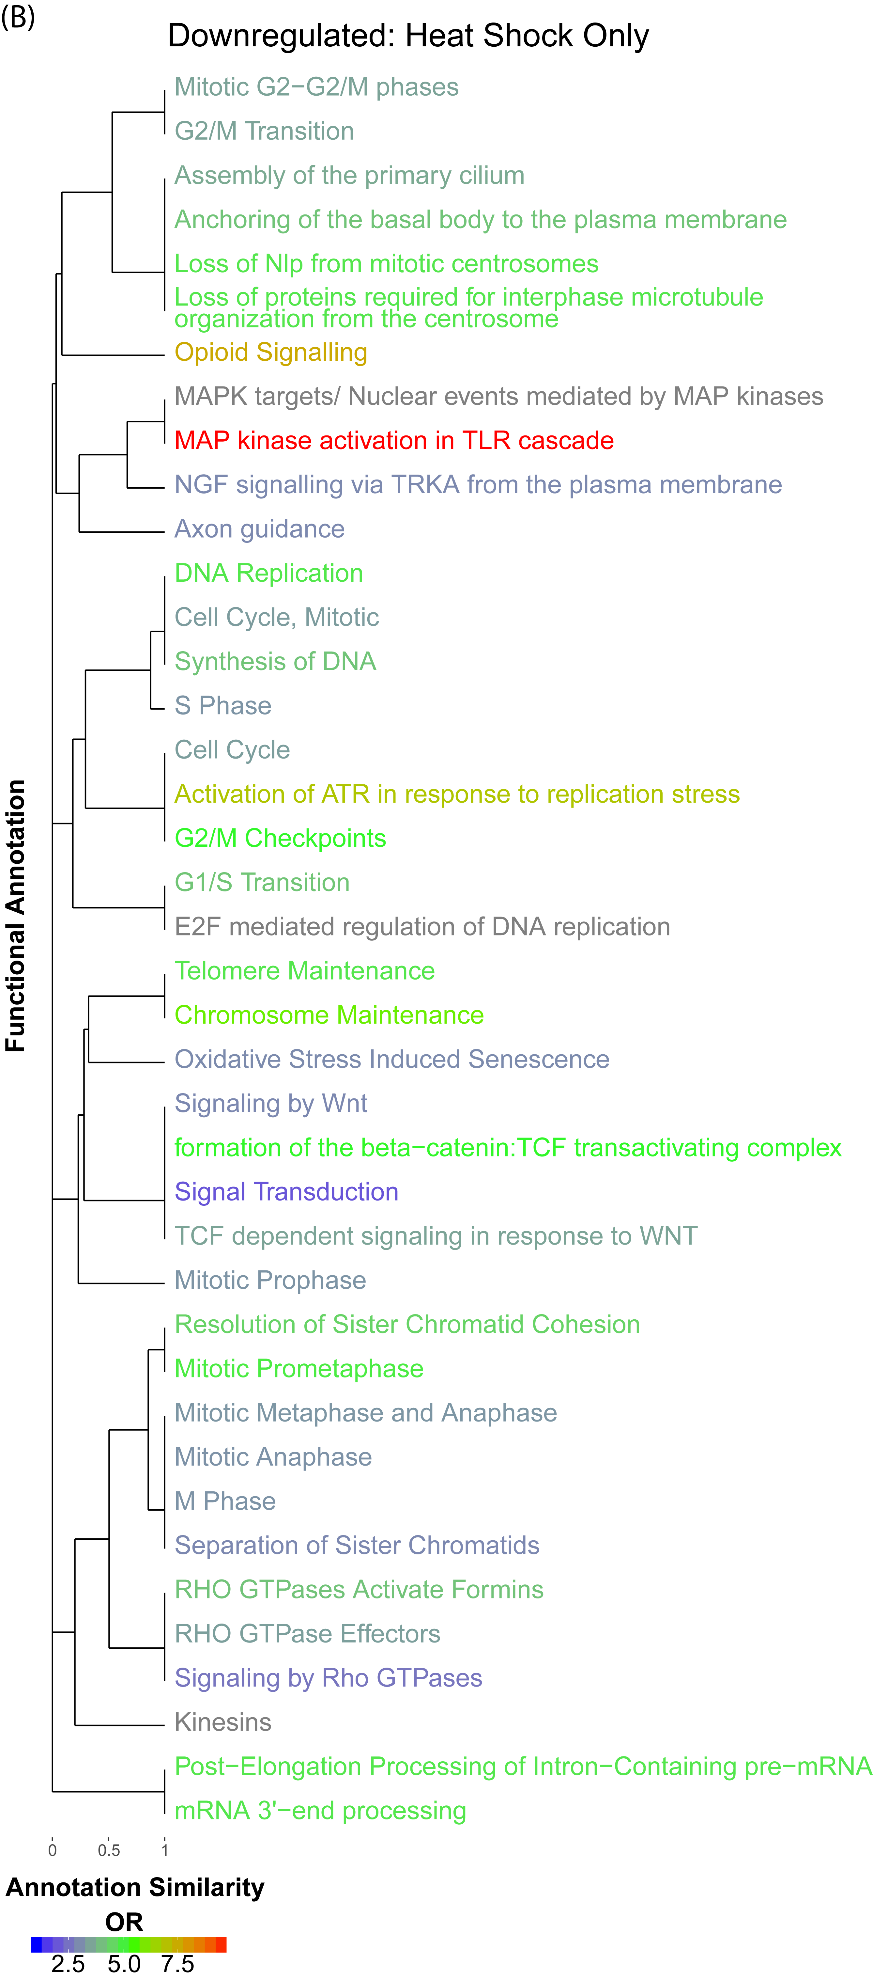 (B)
Downregulated: Heat Shock Only
Mitotic G2−G2/M phases
G2/M Transition
Assembly of the primary cilium
Anchoring of the basal body to the plasma membrane
Loss of Nlp from mitotic centrosomes
Loss of proteins required for interphase microtubule
organization from the centrosome
Opioid Signalling
MAPK targets/ Nuclear events mediated by MAP kinases
MAP kinase activation in TLR cascade
NGF signalling via TRKA from the plasma membrane
Axon guidance
DNA Replication
Cell Cycle, Mitotic
Synthesis of DNA
S Phase
Cell Cycle
Activation of ATR in response to replication stress
G2/M Checkpoints
G1/S Transition
E2F mediated regulation of DNA replication
Telomere Maintenance
Chromosome Maintenance
Oxidative Stress Induced Senescence
Signaling by Wnt
formation of the beta−catenin:TCF transactivating complex
Signal Transduction
TCF dependent signaling in response to WNT
Mitotic Prophase
Resolution of Sister Chromatid Cohesion
Mitotic Prometaphase
Mitotic Metaphase and Anaphase
Mitotic Anaphase
M Phase
Separation of Sister Chromatids
RHO GTPases Activate Formins
RHO GTPase Effectors
Signaling by Rho GTPases
Kinesins
Post−Elongation Processing of Intron−Containing pre−mRNA
mRNA 3'−end processing
Functional Annotation
0 0.5 1
Annotation Similarity
OR
2.5 5.0 7.5